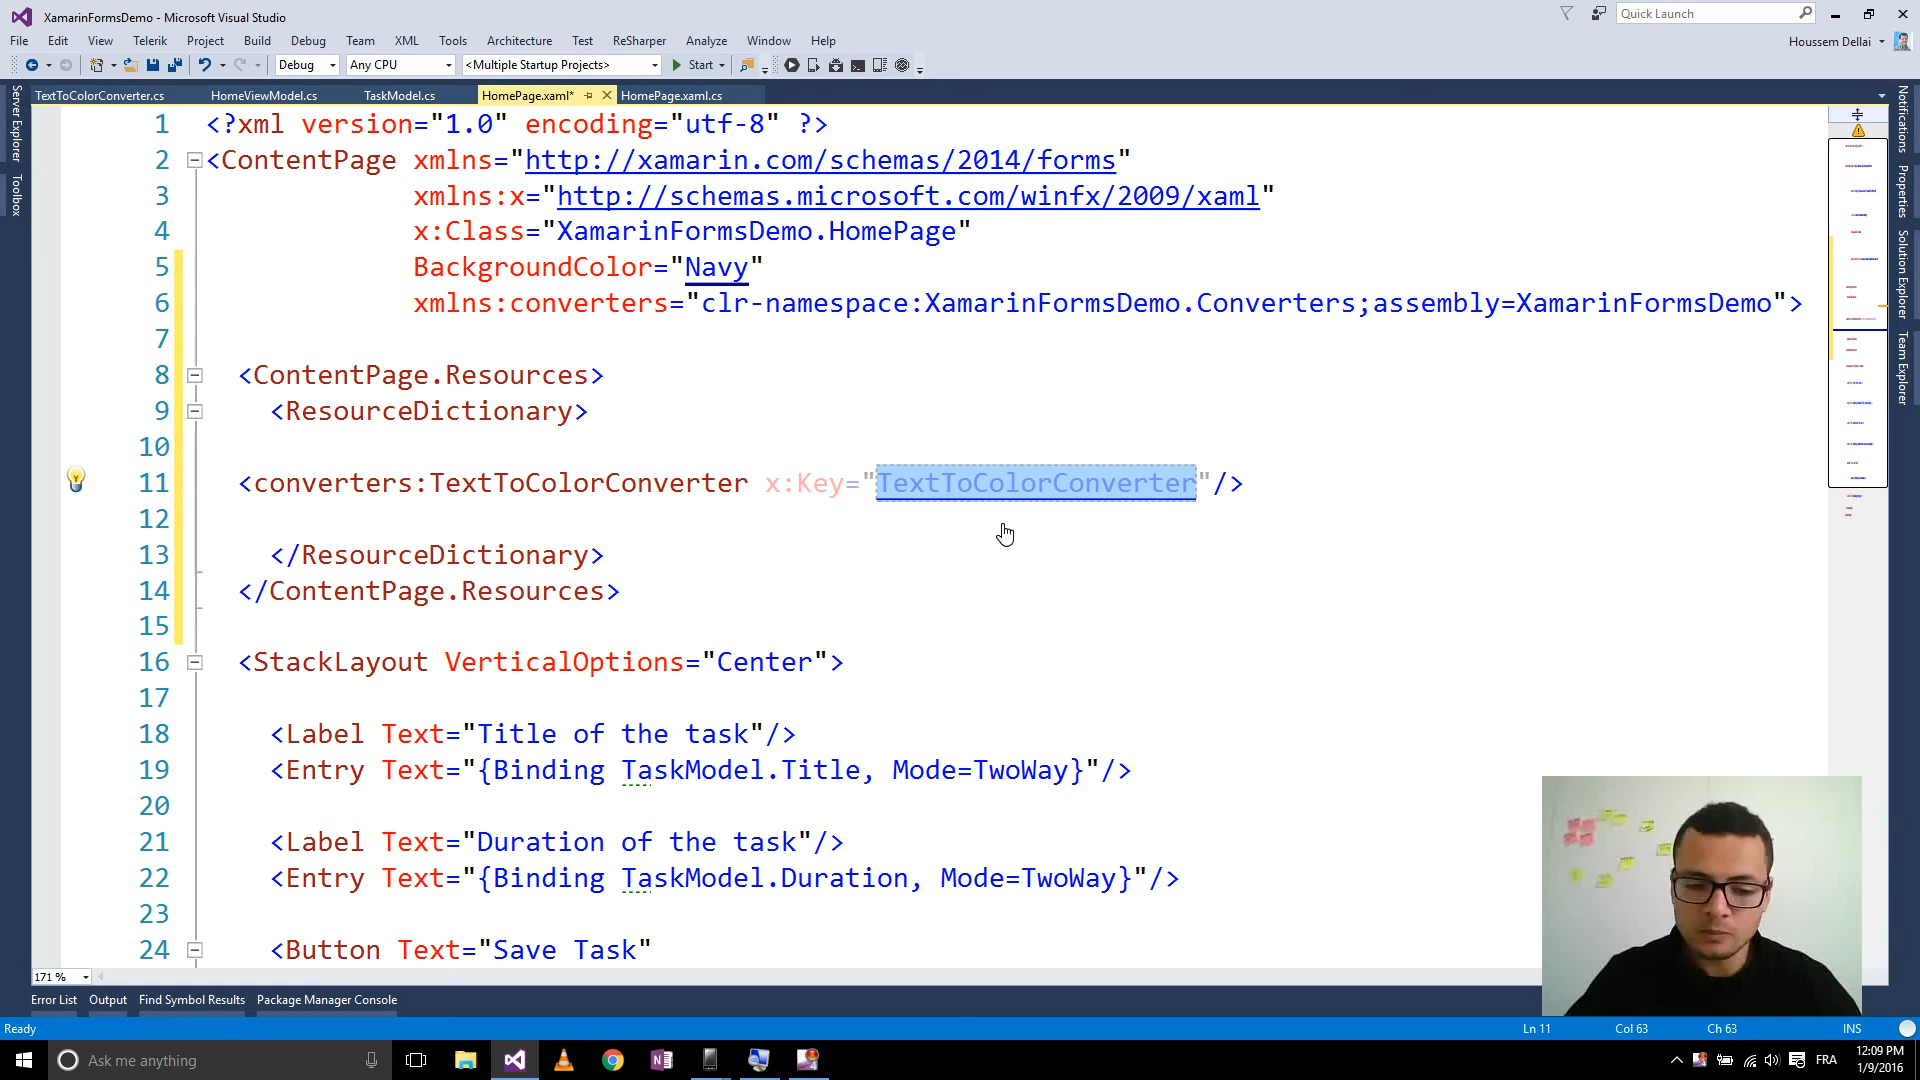 XamarinFormsDemo - Microsoft Visual Studio
Quick Launch
File Edit View Telerik Project Build Debug Team XML Tools Architecture Test ReSharper Analyze Window Help
Houssem Dellai
Debug Any CPU <Multiple Startup Projects> Start
TextToColorConverter.cs HomeViewModel.cs TaskModel.cs HomePage.xaml* HomePage.xaml.cs
Server Explorer
Toolbox
Notifications
Properties
Solution Explorer
Team Explorer
1 <?xml version="1.0" encoding="utf-8" ?>
2 <ContentPage xmlns="http://xamarin.com/schemas/2014/forms"
3 xmlns:x="http://schemas.microsoft.com/winfx/2009/xaml"
4 x:Class="XamarinFormsDemo.HomePage"
5 BackgroundColor="Navy"
6 xmlns:converters="clr-namespace:XamarinFormsDemo.Converters;assembly=XamarinFormsDemo">
7
8 <ContentPage.Resources>
9 <ResourceDictionary>
10
11 <converters:TextToColorConverter x:Key="TextToColorConverter"/>
12
13 </ResourceDictionary>
14 </ContentPage.Resources>
15
16 <StackLayout VerticalOptions="Center">
17
18 <Label Text="Title of the task"/>
19 <Entry Text="{Binding TaskModel.Title, Mode=TwoWay}"/>
20
21 <Label Text="Duration of the task"/>
22 <Entry Text="{Binding TaskModel.Duration, Mode=TwoWay}"/>
23
24 <Button Text="Save Task"
171 %
Error List Output Find Symbol Results Package Manager Console
Ready Ln 11 Col 63 Ch 63 INS
Ask me anything
FRA
12:09 PM
1/9/2016